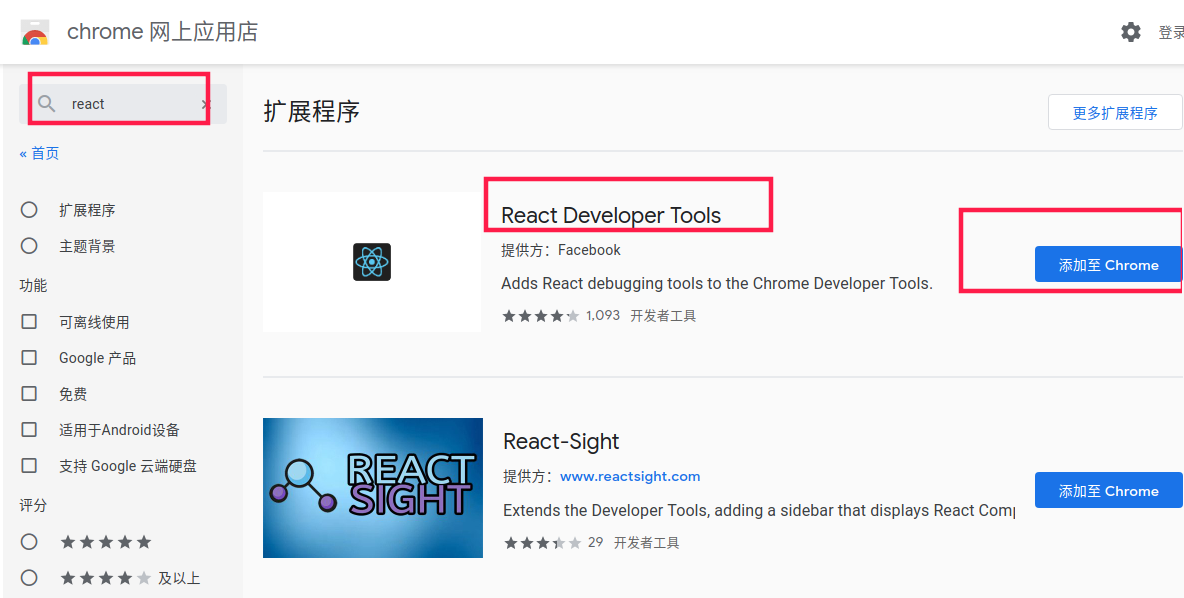 chrome 网上应用店
登录
react
« 首页
扩展程序
主题背景
功能
可离线使用
Google 产品
免费
适用于Android设备
支持 Google 云端硬盘
评分
及以上
扩展程序
更多扩展程序
React Developer Tools
提供方：Facebook
Adds React debugging tools to the Chrome Developer Tools.
1,093 开发者工具
添加至 Chrome
REACT
SIGHT
React-Sight
提供方：www.reactsight.com
Extends the Developer Tools, adding a sidebar that displays React Comp
29 开发者工具
添加至 Chrome